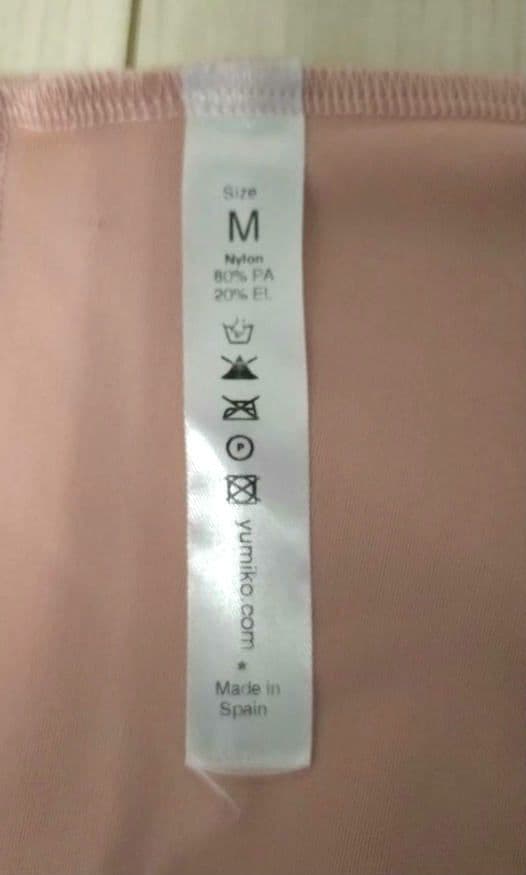 Size
M
Nylon
80% PA
20% EL
P
yumiko.com
*
Made in
Spain